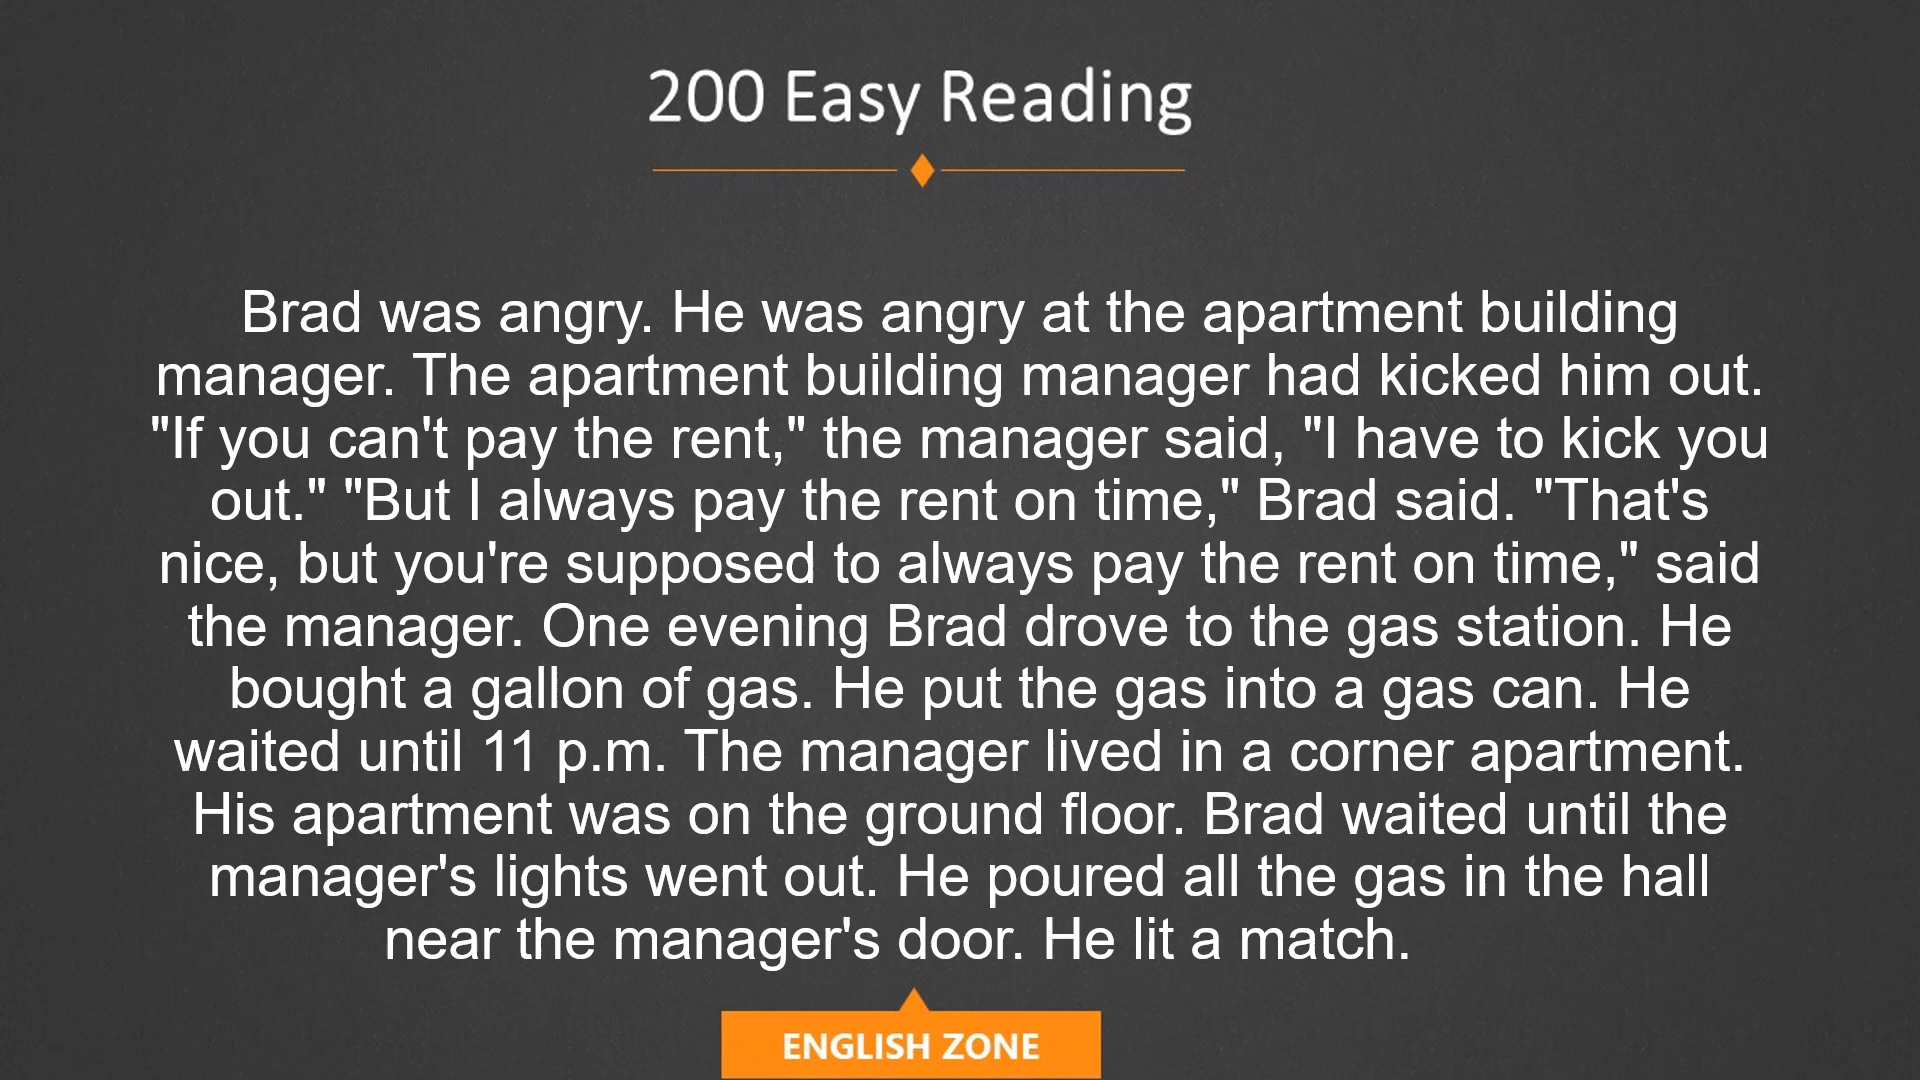 200 Easy Reading
Brad was angry. He was angry at the apartment building
manager. The apartment building manager had kicked him out.
"If you can't pay the rent," the manager said, "I have to kick you
out." "But I always pay the rent on time," Brad said. "That's
nice, but you're supposed to always pay the rent on time," said
the manager. One evening Brad drove to the gas station. He
bought a gallon of gas. He put the gas into a gas can. He
waited until 11 p.m. The manager lived in a corner apartment.
His apartment was on the ground floor. Brad waited until the
manager's lights went out. He poured all the gas in the hall
near the manager's door. He lit a match.
ENGLISH ZONE